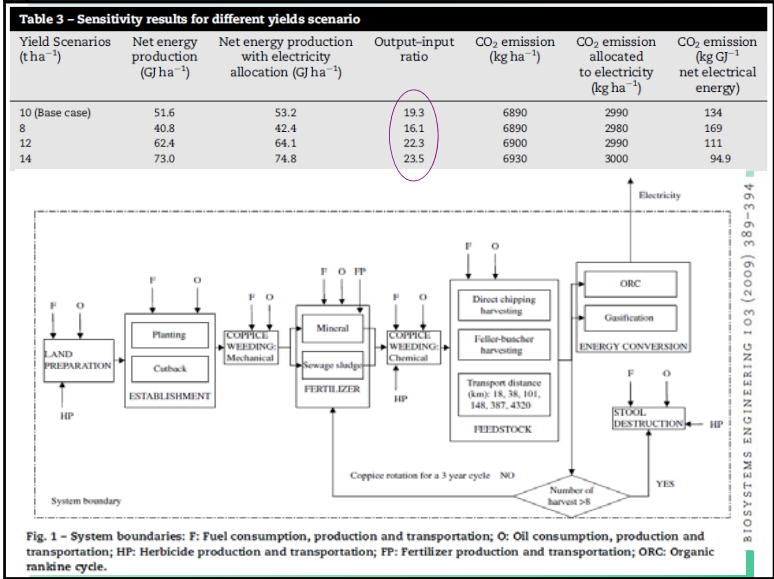 Table 3 – Sensitivity results for different yields scenario
Yield Scenarios (t ha⁻¹) Net energy production (GJ ha⁻¹) Net energy production with electricity allocation (GJ ha⁻¹) Output–input ratio CO₂ emission (kg ha⁻¹) CO₂ emission allocated to electricity (kg ha⁻¹) CO₂ emission (kg GJ⁻¹ net electrical energy)
10 (Base case) 51.6 53.2 19.3 6890 2990 134
8 40.8 42.4 16.1 6890 2980 169
12 62.4 64.1 22.3 6900 2990 111
14 73.0 74.8 23.5 6930 3000 94.9
Electricity
F O
LAND
PREPARATION
HP
F O
Planting
Cutback
ESTABLISHMENT
F O
COPPICE
WEEDING:
Mechanical
F O FP
Mineral
Sewage sludge
FERTILIZER
F O
COPPICE
WEEDING:
Chemical
HP
F O
Direct chipping
harvesting
Feller-buncher
harvesting
Transport distance
(km): 18, 38, 101,
148, 387, 4320
FEEDSTOCK
ORC
Gasification
ENERGY CONVERSION
F O
STOOL
DESTRUCTION
HP
Coppice rotation for a 3 year cycle NO
Number of
harvest >8
YES
System boundary
BIOSYSTEMS ENGINEERING 103 (2009) 389–394
Fig. 1 – System boundaries: F: Fuel consumption, production and transportation; O: Oil consumption, production and
transportation; HP: Herbicide production and transportation; FP: Fertilizer production and transportation; ORC: Organic
rankine cycle.